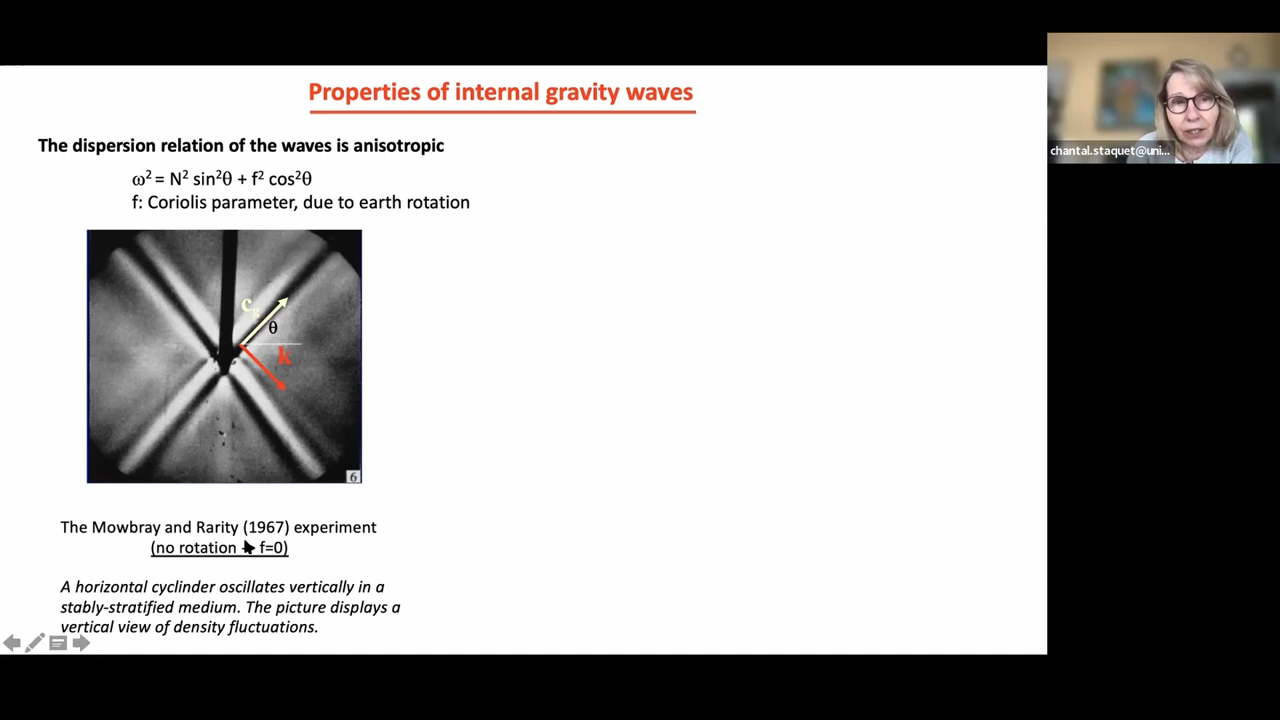 Properties of internal gravity waves
chantal.staquet@uni...
The dispersion relation of the waves is anisotropic
ω² = N² sin²θ + f² cos²θ
f: Coriolis parameter, due to earth rotation
c
θ
k
6
The Mowbray and Rarity (1967) experiment
(no rotation f=0)
A horizontal cylinder oscillates vertically in a
stably-stratified medium. The picture displays a
vertical view of density fluctuations.